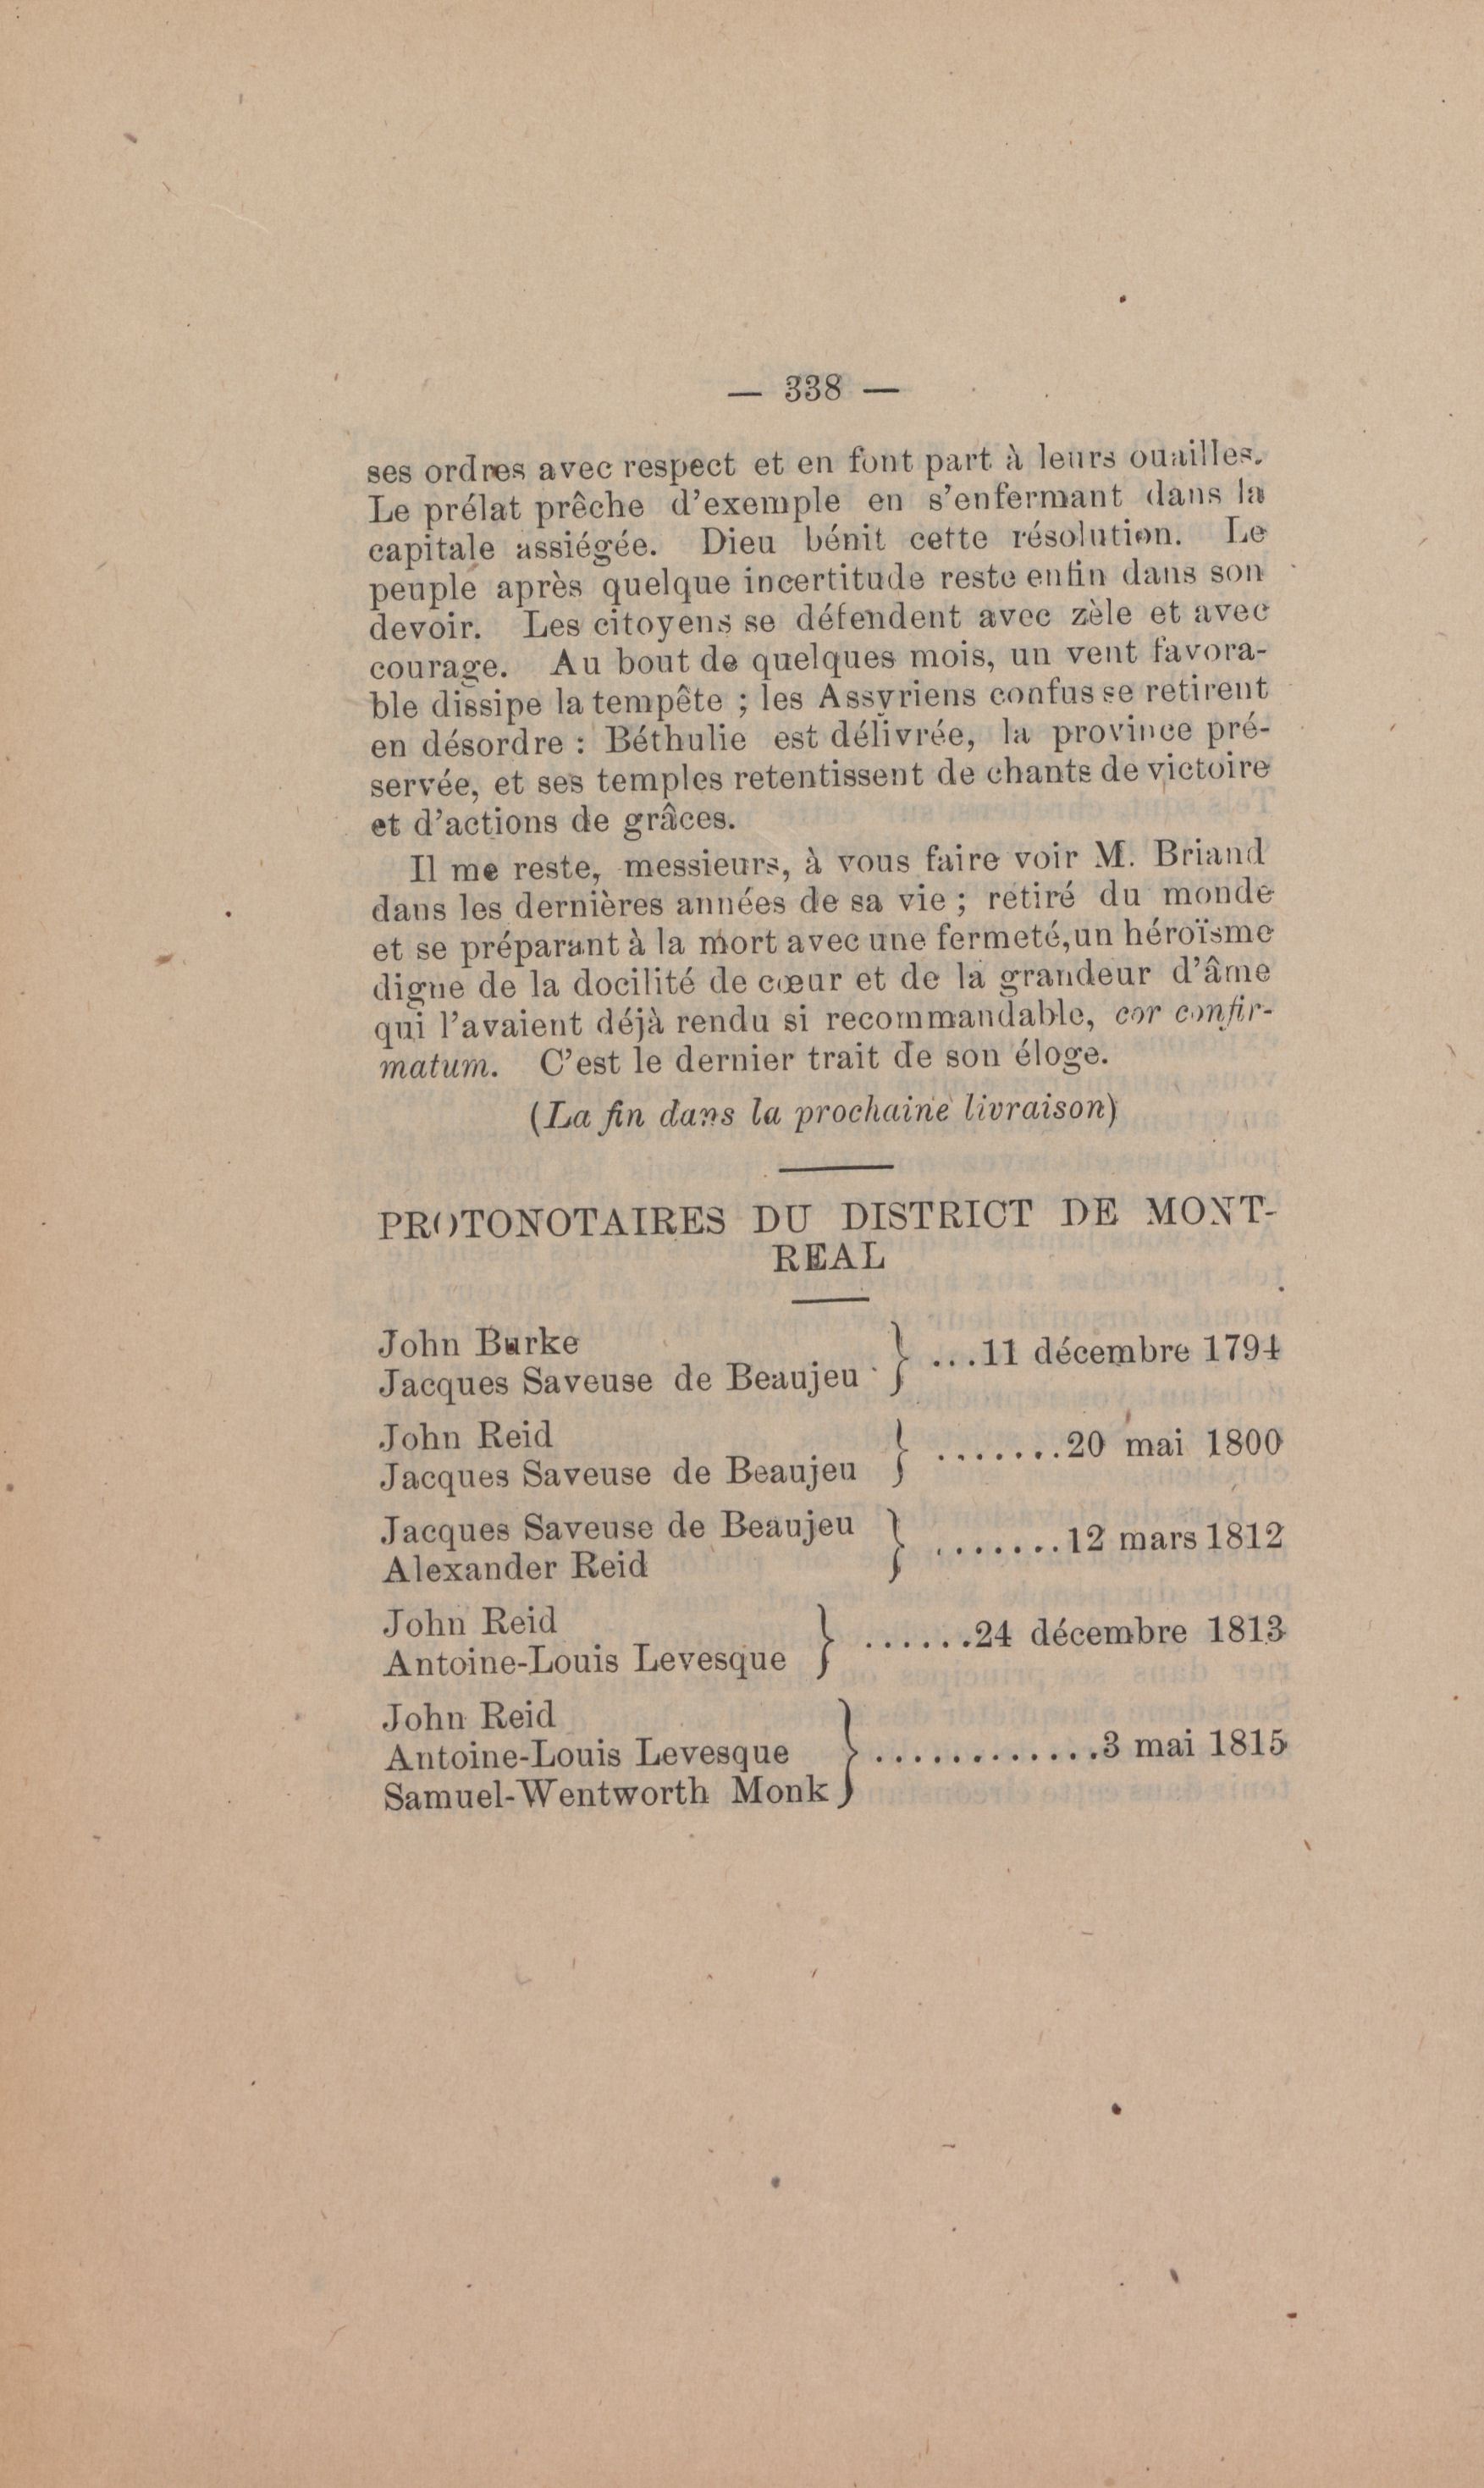 — 338 —
ses ordres avec respect et en font part à leurs ouailles.
Le prélat prêche d'exemple en s'enfermant dans la
capitale assiégée. Dieu bénit cette résolution. Le
peuple après quelque incertitude reste enfin dans son
devoir. Les citoyens se défendent avec zèle et avec
courage. Au bout de quelques mois, un vent favora-
ble dissipe la tempête ; les Assyriens confus se retirent
en désordre : Béthulie est délivrée, la province pré-
servée, et ses temples retentissent de chants de victoire
et d'actions de grâces.
Il me reste, messieurs, à vous faire voir M. Briand
dans les dernières années de sa vie ; retiré du monde
et se préparant à la mort avec une fermeté, un héroïsme
digne de la docilité de cœur et de la grandeur d'âme
qui l'avaient déjà rendu si recommandable, cor confir-
matum. C'est le dernier trait de son éloge.
(La fin dans la prochaine livraison)
PROTONOTAIRES DU DISTRICT DE MONT-
REAL
John Burke
Jacques Saveuse de Beaujeu } ...11 décembre 1794
John Reid
Jacques Saveuse de Beaujeu } .......20 mai 1800
Jacques Saveuse de Beaujeu
Alexander Reid } .......12 mars 1812
John Reid
Antoine-Louis Levesque } ......24 décembre 1813
John Reid
Antoine-Louis Levesque } ............3 mai 1815
Samuel-Wentworth Monk